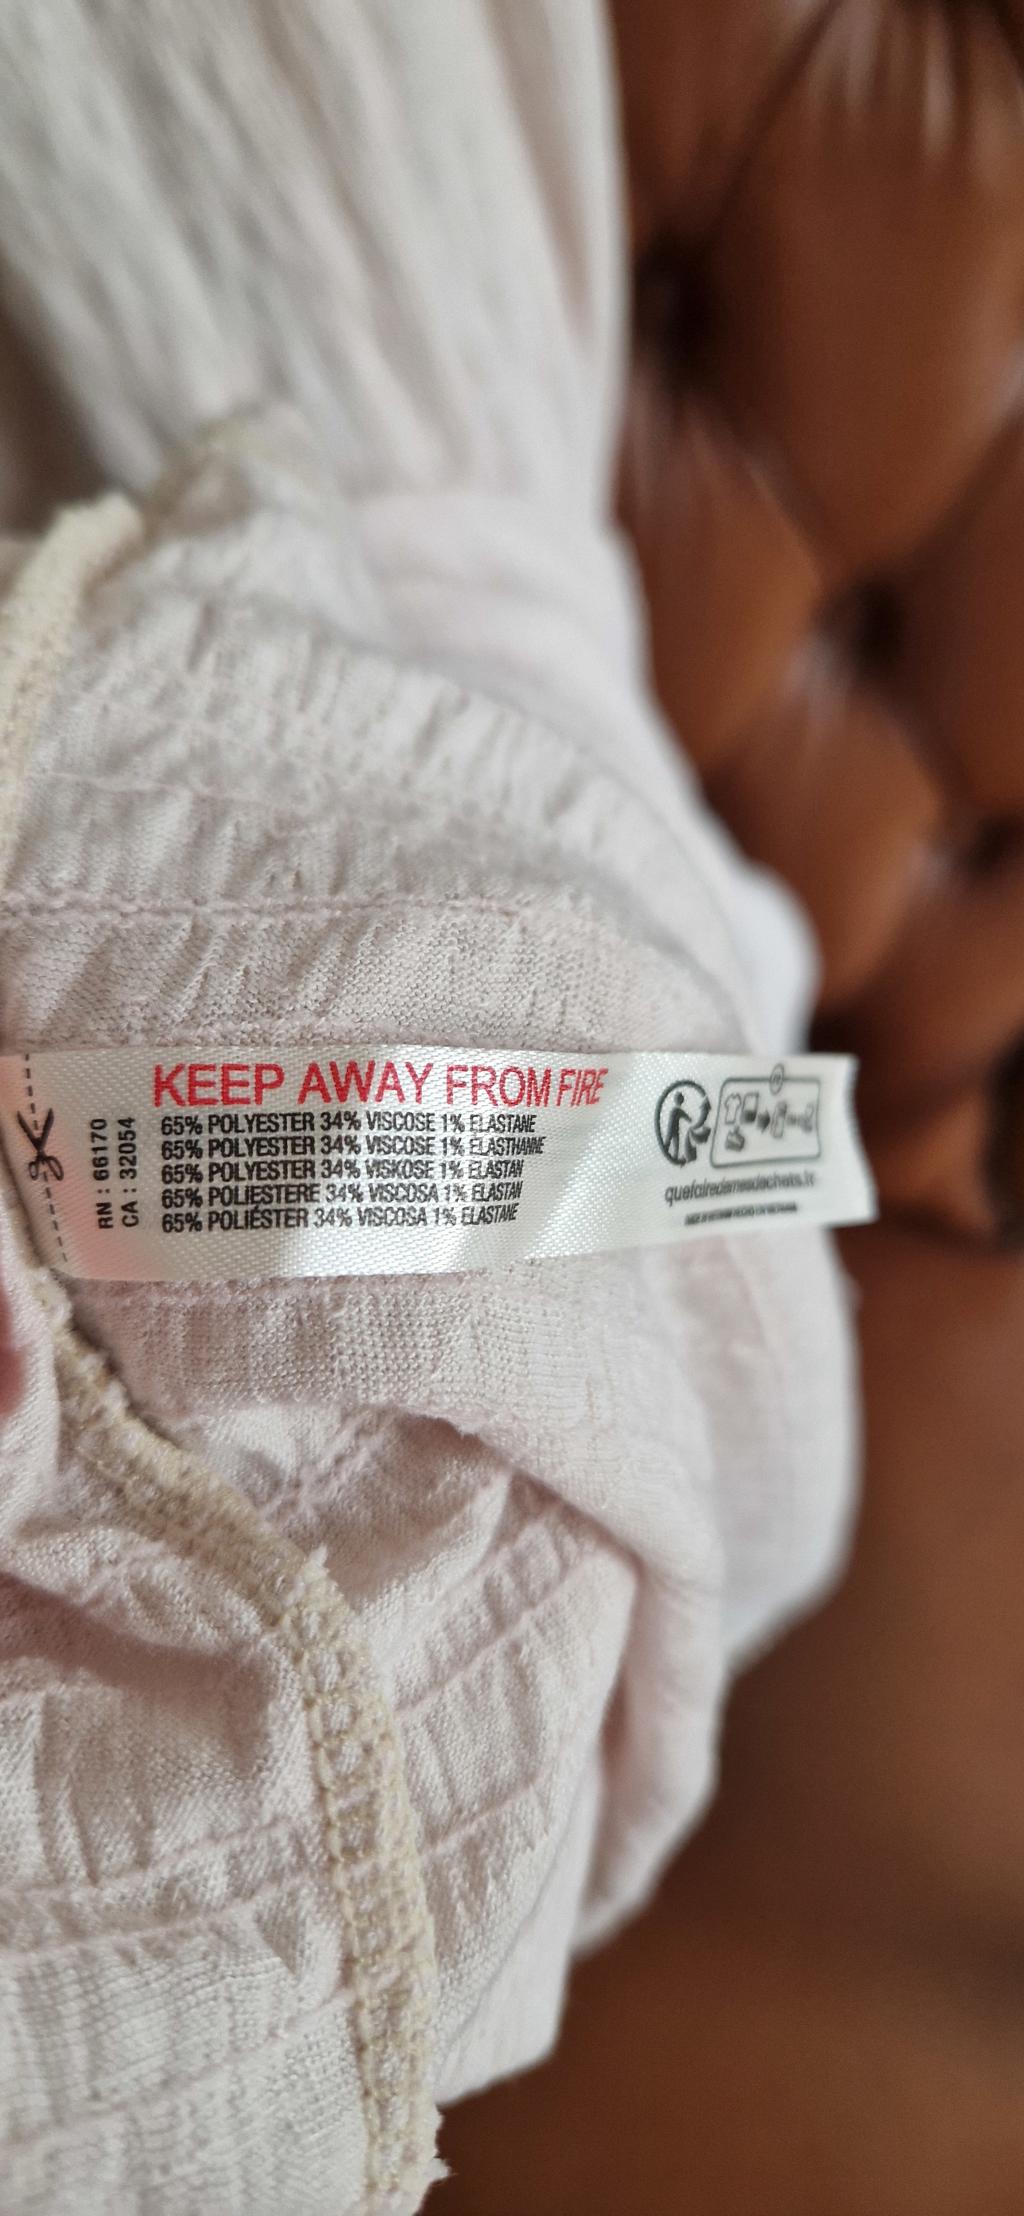 KEEP AWAY FROM FIRE
65% POLYESTER 34% VISCOSE 1% ELASTANE
65% POLYESTER 34% VISCOSE 1% ELASTHANNE
65% POLYESTER 34% VISKOSE 1% ELASTAN
65% POLIESTERE 34% VISCOSA 1% ELASTAN
65% POLIÉSTER 34% VISCOSA 1% ELASTANE
RN : 66170
CA : 32054
quefairedemesdechets.fr